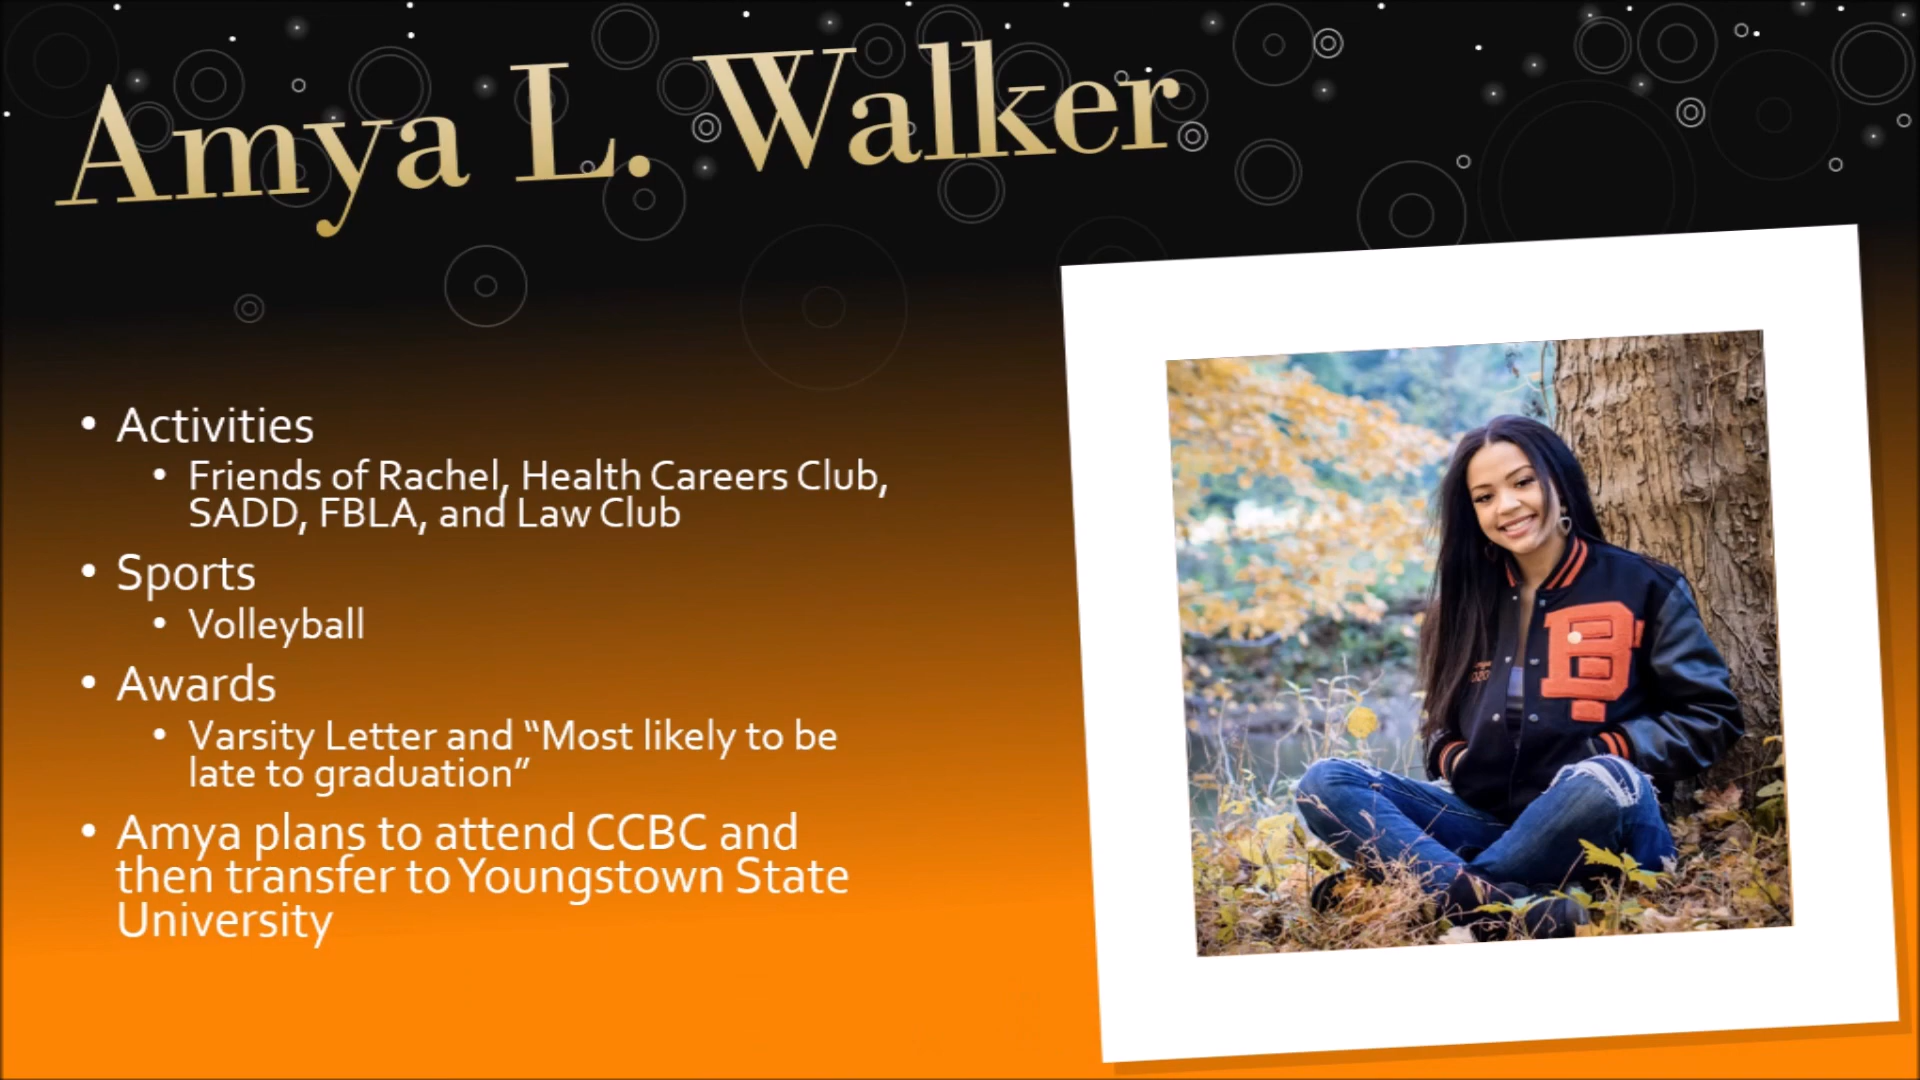 Amya L. Walker
• Activities
• Friends of Rachel, Health Careers Club,
SADD, FBLA, and Law Club
• Sports
• Volleyball
• Awards
• Varsity Letter and “Most likely to be
late to graduation”
• Amya plans to attend CCBC and
then transfer to Youngstown State
University
B